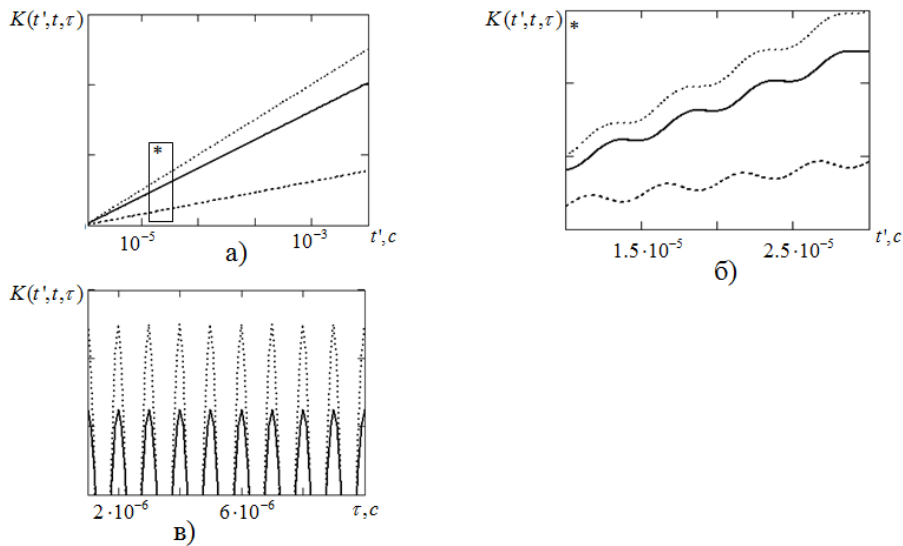 K(t',t,τ)
*
10⁻⁵
10⁻³
t',с
а)
K(t',t,τ)
*
1.5·10⁻⁵
2.5·10⁻⁵
t',с
б)
K(t',t,τ)
2·10⁻⁶
6·10⁻⁶
τ,с
в)